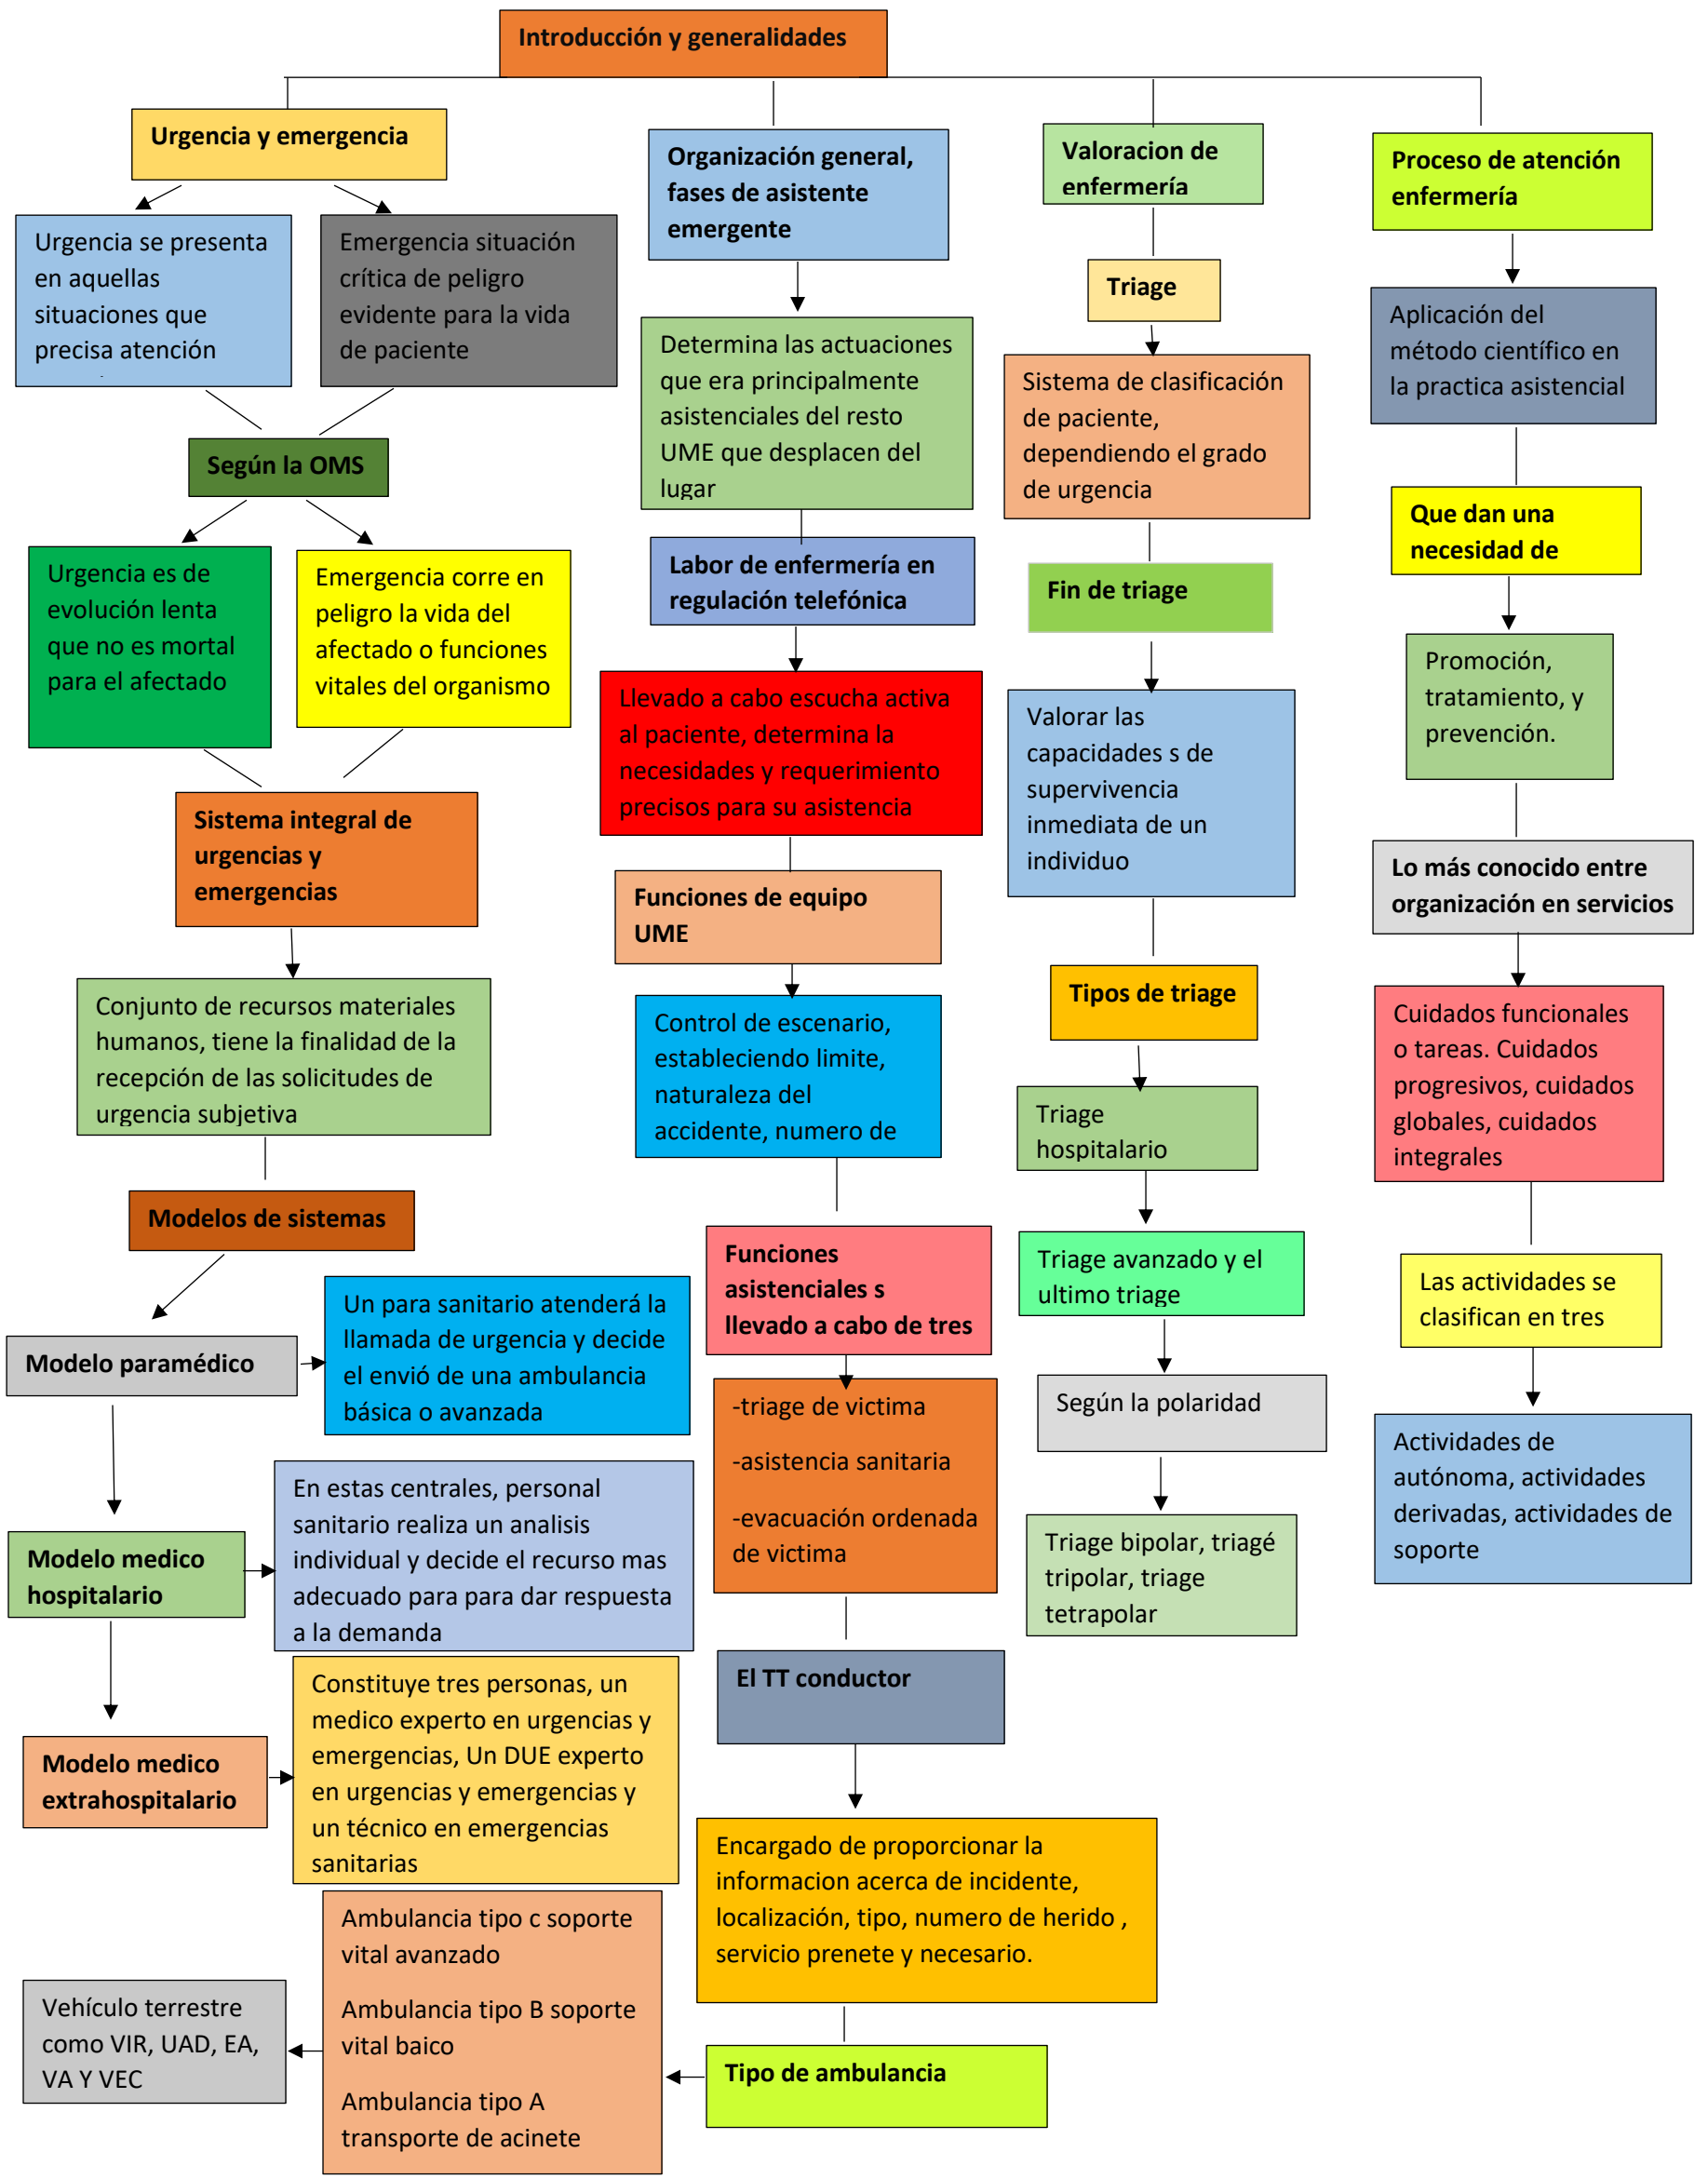 Introducción y generalidades
Urgencia y emergencia
Urgencia se presenta
en aquellas
situaciones que
precisa atención
Emergencia situación
crítica de peligro
evidente para la vida
de paciente
Según la OMS
Urgencia es de
evolución lenta
que no es mortal
para el afectado
Emergencia corre en
peligro la vida del
afectado o funciones
vitales del organismo
Sistema integral de
urgencias y
emergencias
Conjunto de recursos materiales
humanos, tiene la finalidad de la
recepción de las solicitudes de
urgencia subjetiva
Modelos de sistemas
Modelo paramédico
Un para sanitario atenderá la
llamada de urgencia y decide
el envió de una ambulancia
básica o avanzada
Modelo medico
hospitalario
En estas centrales, personal
sanitario realiza un analisis
individual y decide el recurso mas
adecuado para para dar respuesta
a la demanda
Modelo medico
extrahospitalario
Constituye tres personas, un
medico experto en urgencias y
emergencias, Un DUE experto
en urgencias y emergencias y
un técnico en emergencias
sanitarias
Organización general,
fases de asistente
emergente
Determina las actuaciones
que era principalmente
asistenciales del resto
UME que desplacen del
lugar
Labor de enfermería en
regulación telefónica
Llevado a cabo escucha activa
al paciente, determina la
necesidades y requerimiento
precisos para su asistencia
Funciones de equipo
UME
Control de escenario,
estableciendo limite,
naturaleza del
accidente, numero de
Funciones
asistenciales s
llevado a cabo de tres
-triage de victima
-asistencia sanitaria
-evacuación ordenada
de victima
El TT conductor
Encargado de proporcionar la
informacion acerca de incidente,
localización, tipo, numero de herido ,
servicio prenete y necesario.
Tipo de ambulancia
Ambulancia tipo c soporte
vital avanzado
Ambulancia tipo B soporte
vital baico
Ambulancia tipo A
transporte de acinete
Vehículo terrestre
como VIR, UAD, EA,
VA Y VEC
Valoracion de
enfermería
Triage
Sistema de clasificación
de paciente,
dependiendo el grado
de urgencia
Fin de triage
Valorar las
capacidades s de
supervivencia
inmediata de un
individuo
Tipos de triage
Triage
hospitalario
Triage avanzado y el
ultimo triage
Según la polaridad
Triage bipolar, triagé
tripolar, triage
tetrapolar
Proceso de atención
enfermería
Aplicación del
método científico en
la practica asistencial
Que dan una
necesidad de
Promoción,
tratamiento, y
prevención.
Lo más conocido entre
organización en servicios
Cuidados funcionales
o tareas. Cuidados
progresivos, cuidados
globales, cuidados
integrales
Las actividades se
clasifican en tres
Actividades de
autónoma, actividades
derivadas, actividades de
soporte